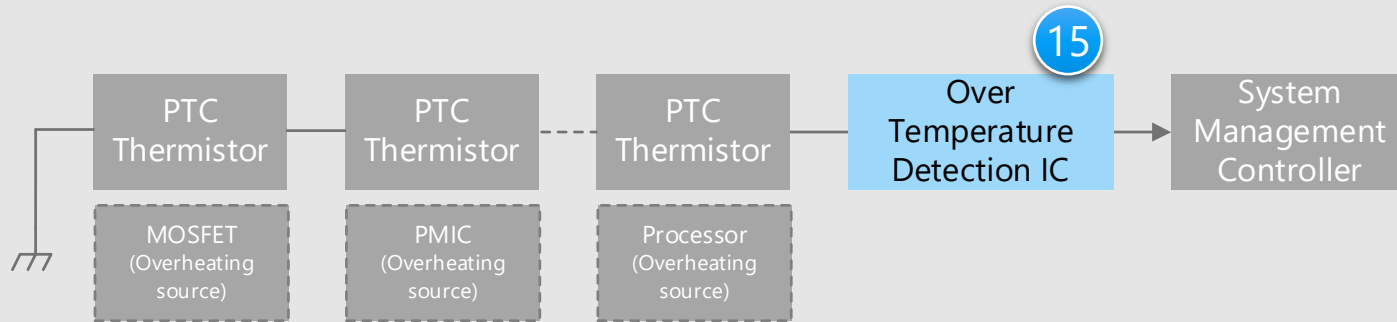 15
PTC
Thermistor
PTC
Thermistor
PTC
Thermistor
Over
Temperature
Detection IC
System
Management
Controller
MOSFET
(Overheating
source)
PMIC
(Overheating
source)
Processor
(Overheating
source)